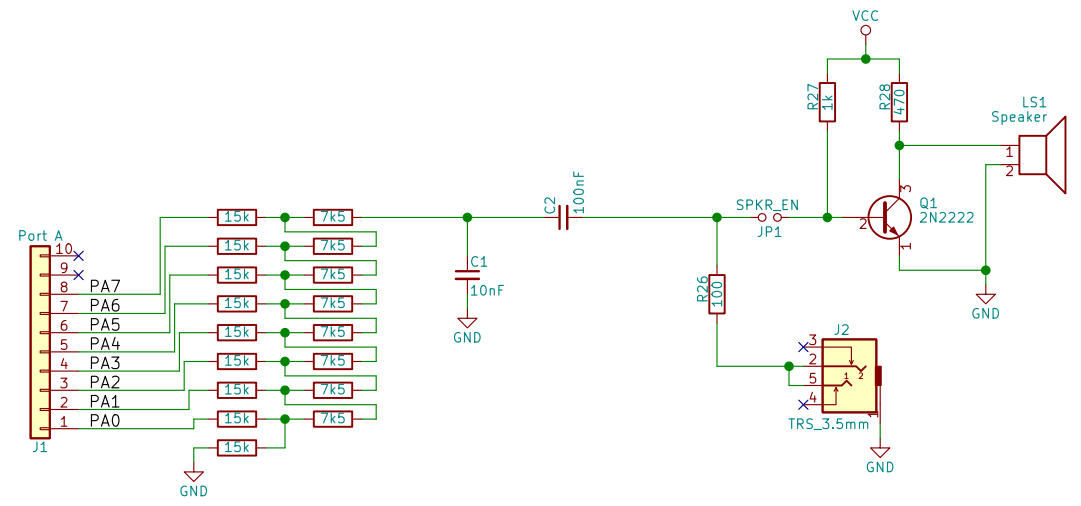 VCC
R27
1k
R28
470
LS1
Speaker
1
2
C2
100nF
SPKR_EN
JP1
3
2
1
Q1
2N2222
GND
15k
7k5
15k
7k5
15k
7k5
15k
7k5
15k
7k5
15k
7k5
15k
7k5
15k
7k5
15k
GND
Port A
10
9
8
PA7
7
PA6
6
PA5
5
PA4
4
PA3
3
PA2
2
PA1
1
PA0
J1
C1
10nF
GND
R26
100
J2
3
2
5
4
1
2
1
TRS_3.5mm
GND